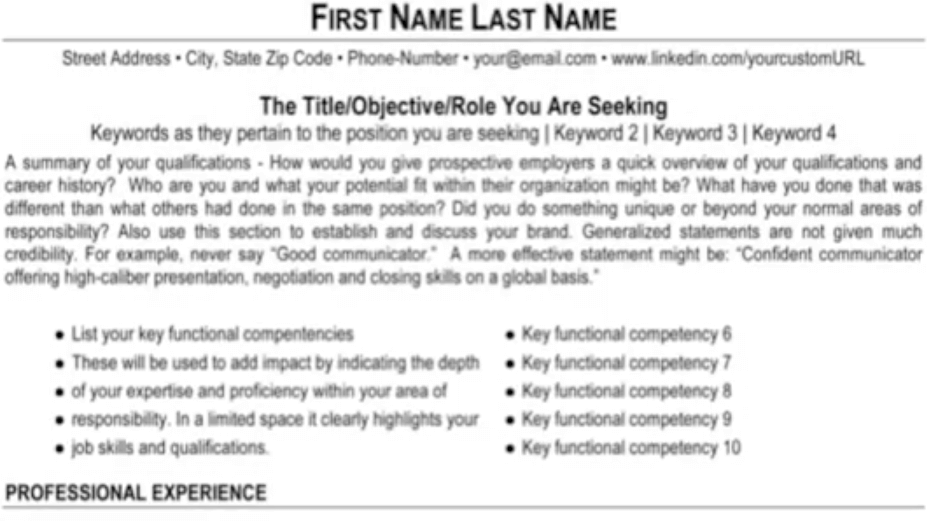 FIRST NAME LAST NAME
Street Address • City, State Zip Code • Phone-Number • your@email.com • www.linkedin.com/yourcustomURL
The Title/Objective/Role You Are Seeking
Keywords as they pertain to the position you are seeking | Keyword 2 | Keyword 3 | Keyword 4
A summary of your qualifications - How would you give prospective employers a quick overview of your qualifications and
career history? Who are you and what your potential fit within their organization might be? What have you done that was
different than what others had done in the same position? Did you do something unique or beyond your normal areas of
responsibility? Also use this section to establish and discuss your brand. Generalized statements are not given much
credibility. For example, never say “Good communicator.” A more effective statement might be: “Confident communicator
offering high-caliber presentation, negotiation and closing skills on a global basis.”
• List your key functional compentencies
• These will be used to add impact by indicating the depth
• of your expertise and proficiency within your area of
• responsibility. In a limited space it clearly highlights your
• job skills and qualifications.
• Key functional competency 6
• Key functional competency 7
• Key functional competency 8
• Key functional competency 9
• Key functional competency 10
PROFESSIONAL EXPERIENCE